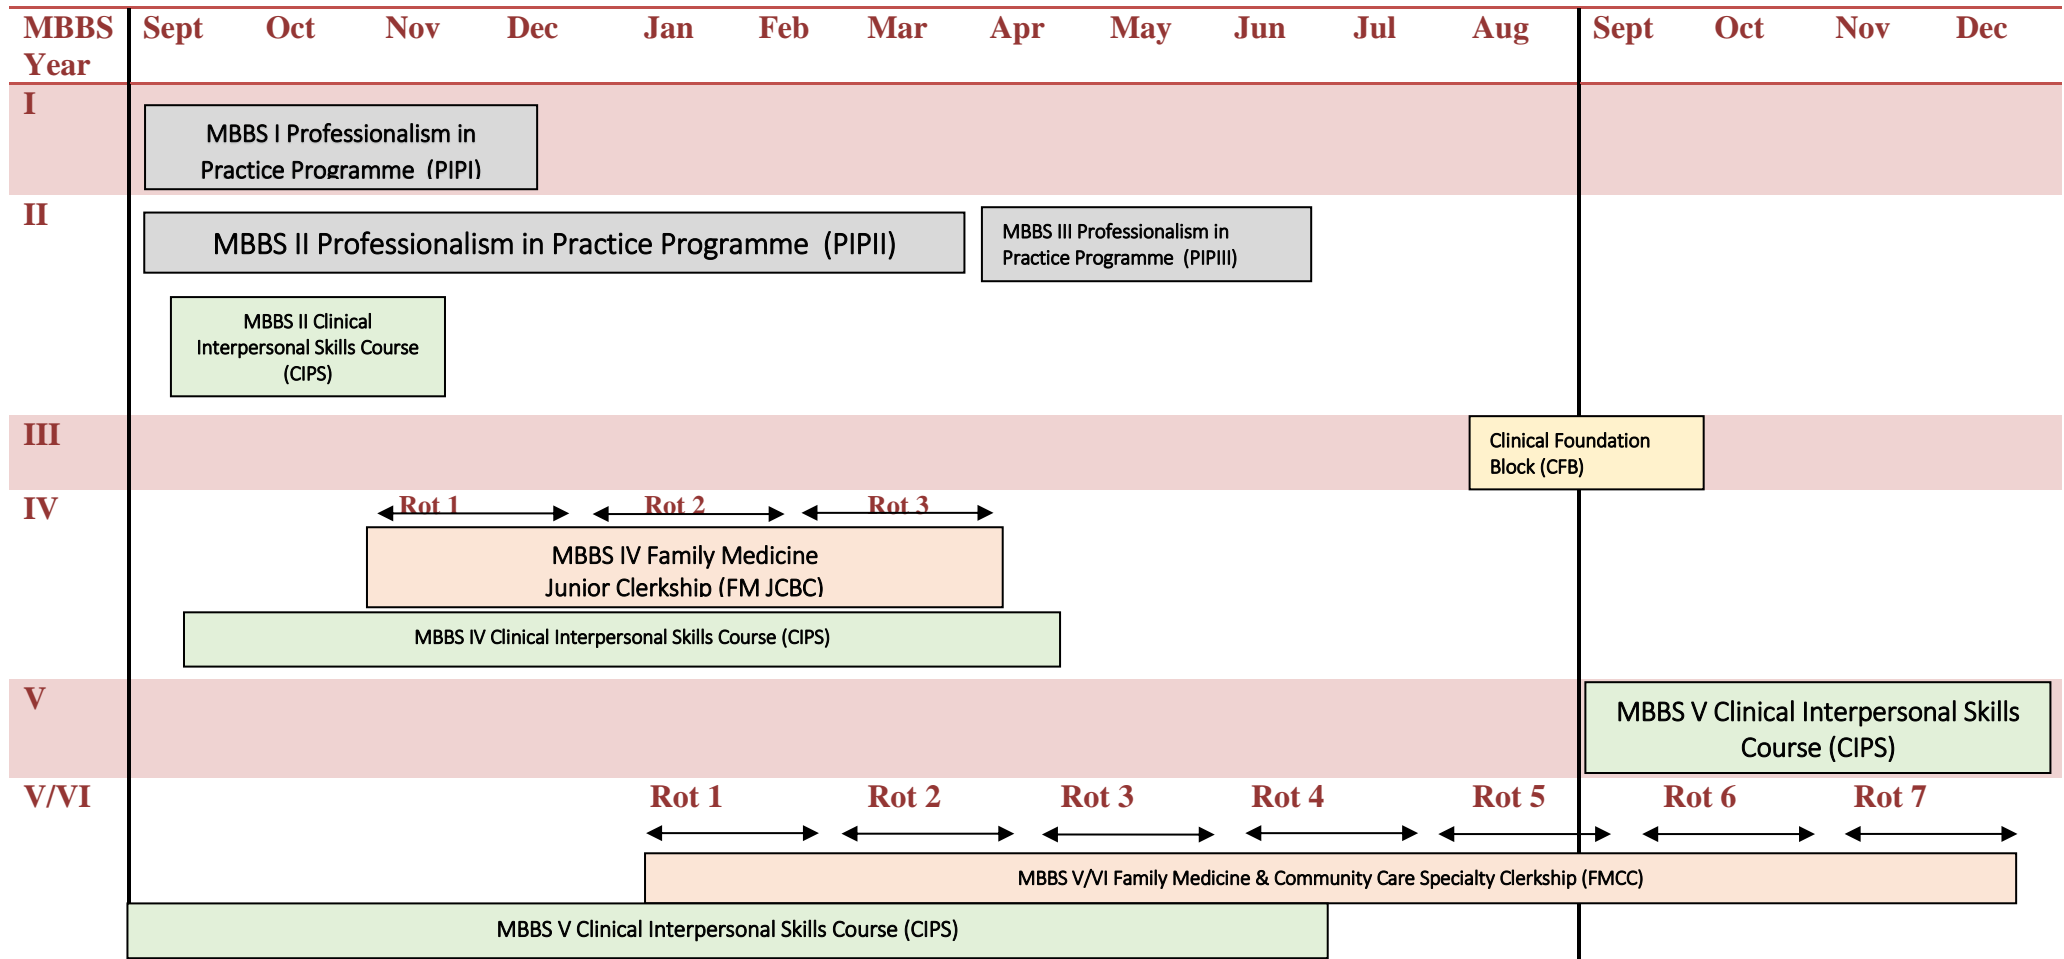 MBBS Sept Oct Nov Dec Jan Feb Mar Apr May Jun Jul Aug Sept Oct Nov Dec
Year
I
MBBS I Professionalism in
Practice Programme (PIPI)
II
MBBS II Professionalism in Practice Programme (PIPII)
MBBS III Professionalism in
Practice Programme (PIPIII)
MBBS II Clinical
Interpersonal Skills Course
(CIPS)
III
Clinical Foundation
Block (CFB)
IV
Rot 1 Rot 2 Rot 3
MBBS IV Family Medicine
Junior Clerkship (FM JCBC)
MBBS IV Clinical Interpersonal Skills Course (CIPS)
V
MBBS V Clinical Interpersonal Skills
Course (CIPS)
V/VI
Rot 1 Rot 2 Rot 3 Rot 4 Rot 5 Rot 6 Rot 7
MBBS V/VI Family Medicine & Community Care Specialty Clerkship (FMCC)
MBBS V Clinical Interpersonal Skills Course (CIPS)